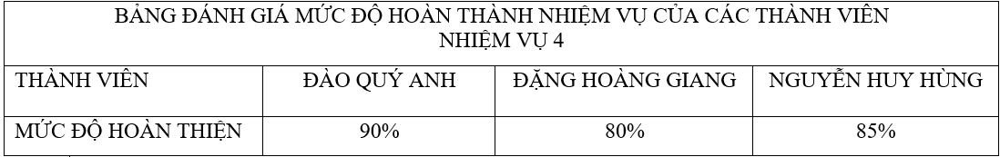 BẢNG ĐÁNH GIÁ MỨC ĐỘ HOÀN THÀNH NHIỆM VỤ CỦA CÁC THÀNH VIÊN
NHIỆM VỤ 4
THÀNH VIÊN ĐÀO QUÝ ANH ĐẶNG HOÀNG GIANG NGUYỄN HUY HÙNG
MỨC ĐỘ HOÀN THIỆN 90% 80% 85%